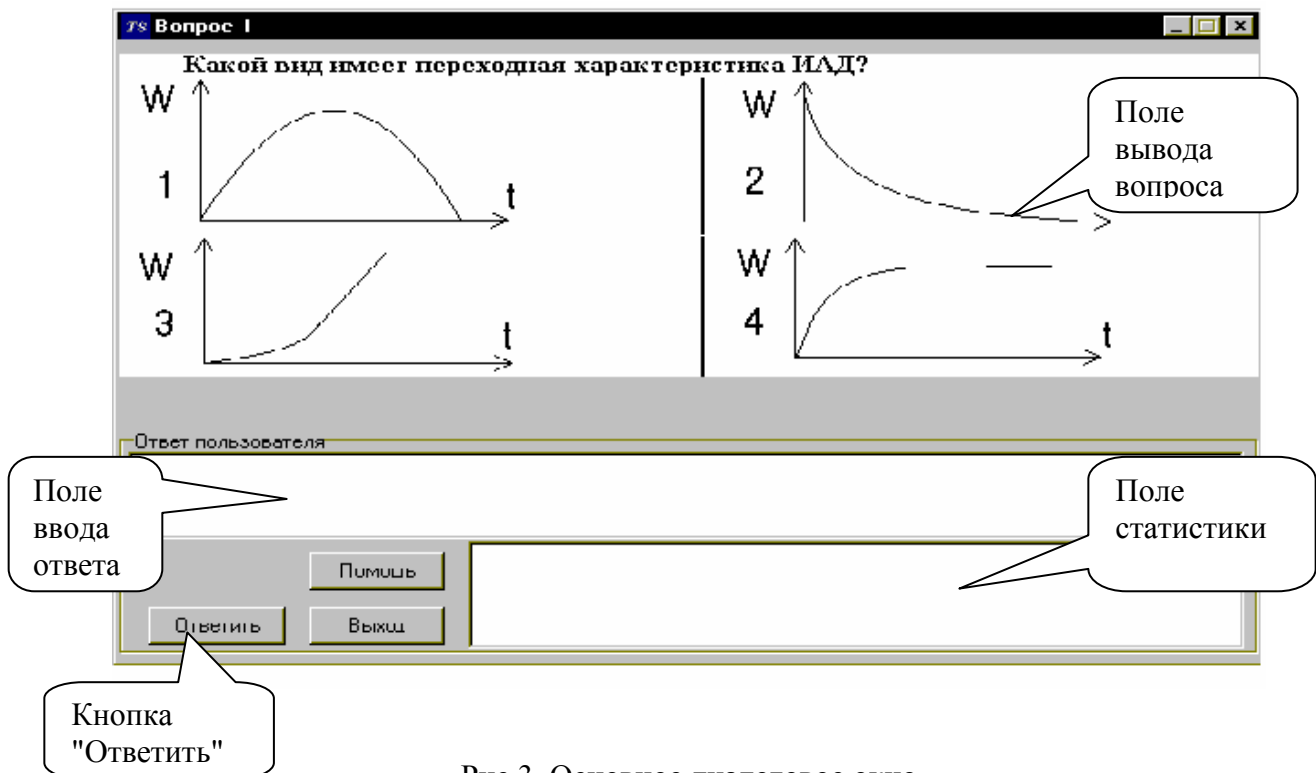 TS Вопрос 1
Какой вид имеет переходная характеристика ИАД?
W
1
t
W
2
Поле
вывода
вопроса
W
3
t
W
4
t
Ответ пользователя
Поле
ввода
ответа
Поле
статистики
Помощь
Ответить
Выход
Кнопка
"Ответить"
Рис 3. Основное диалоговое окно